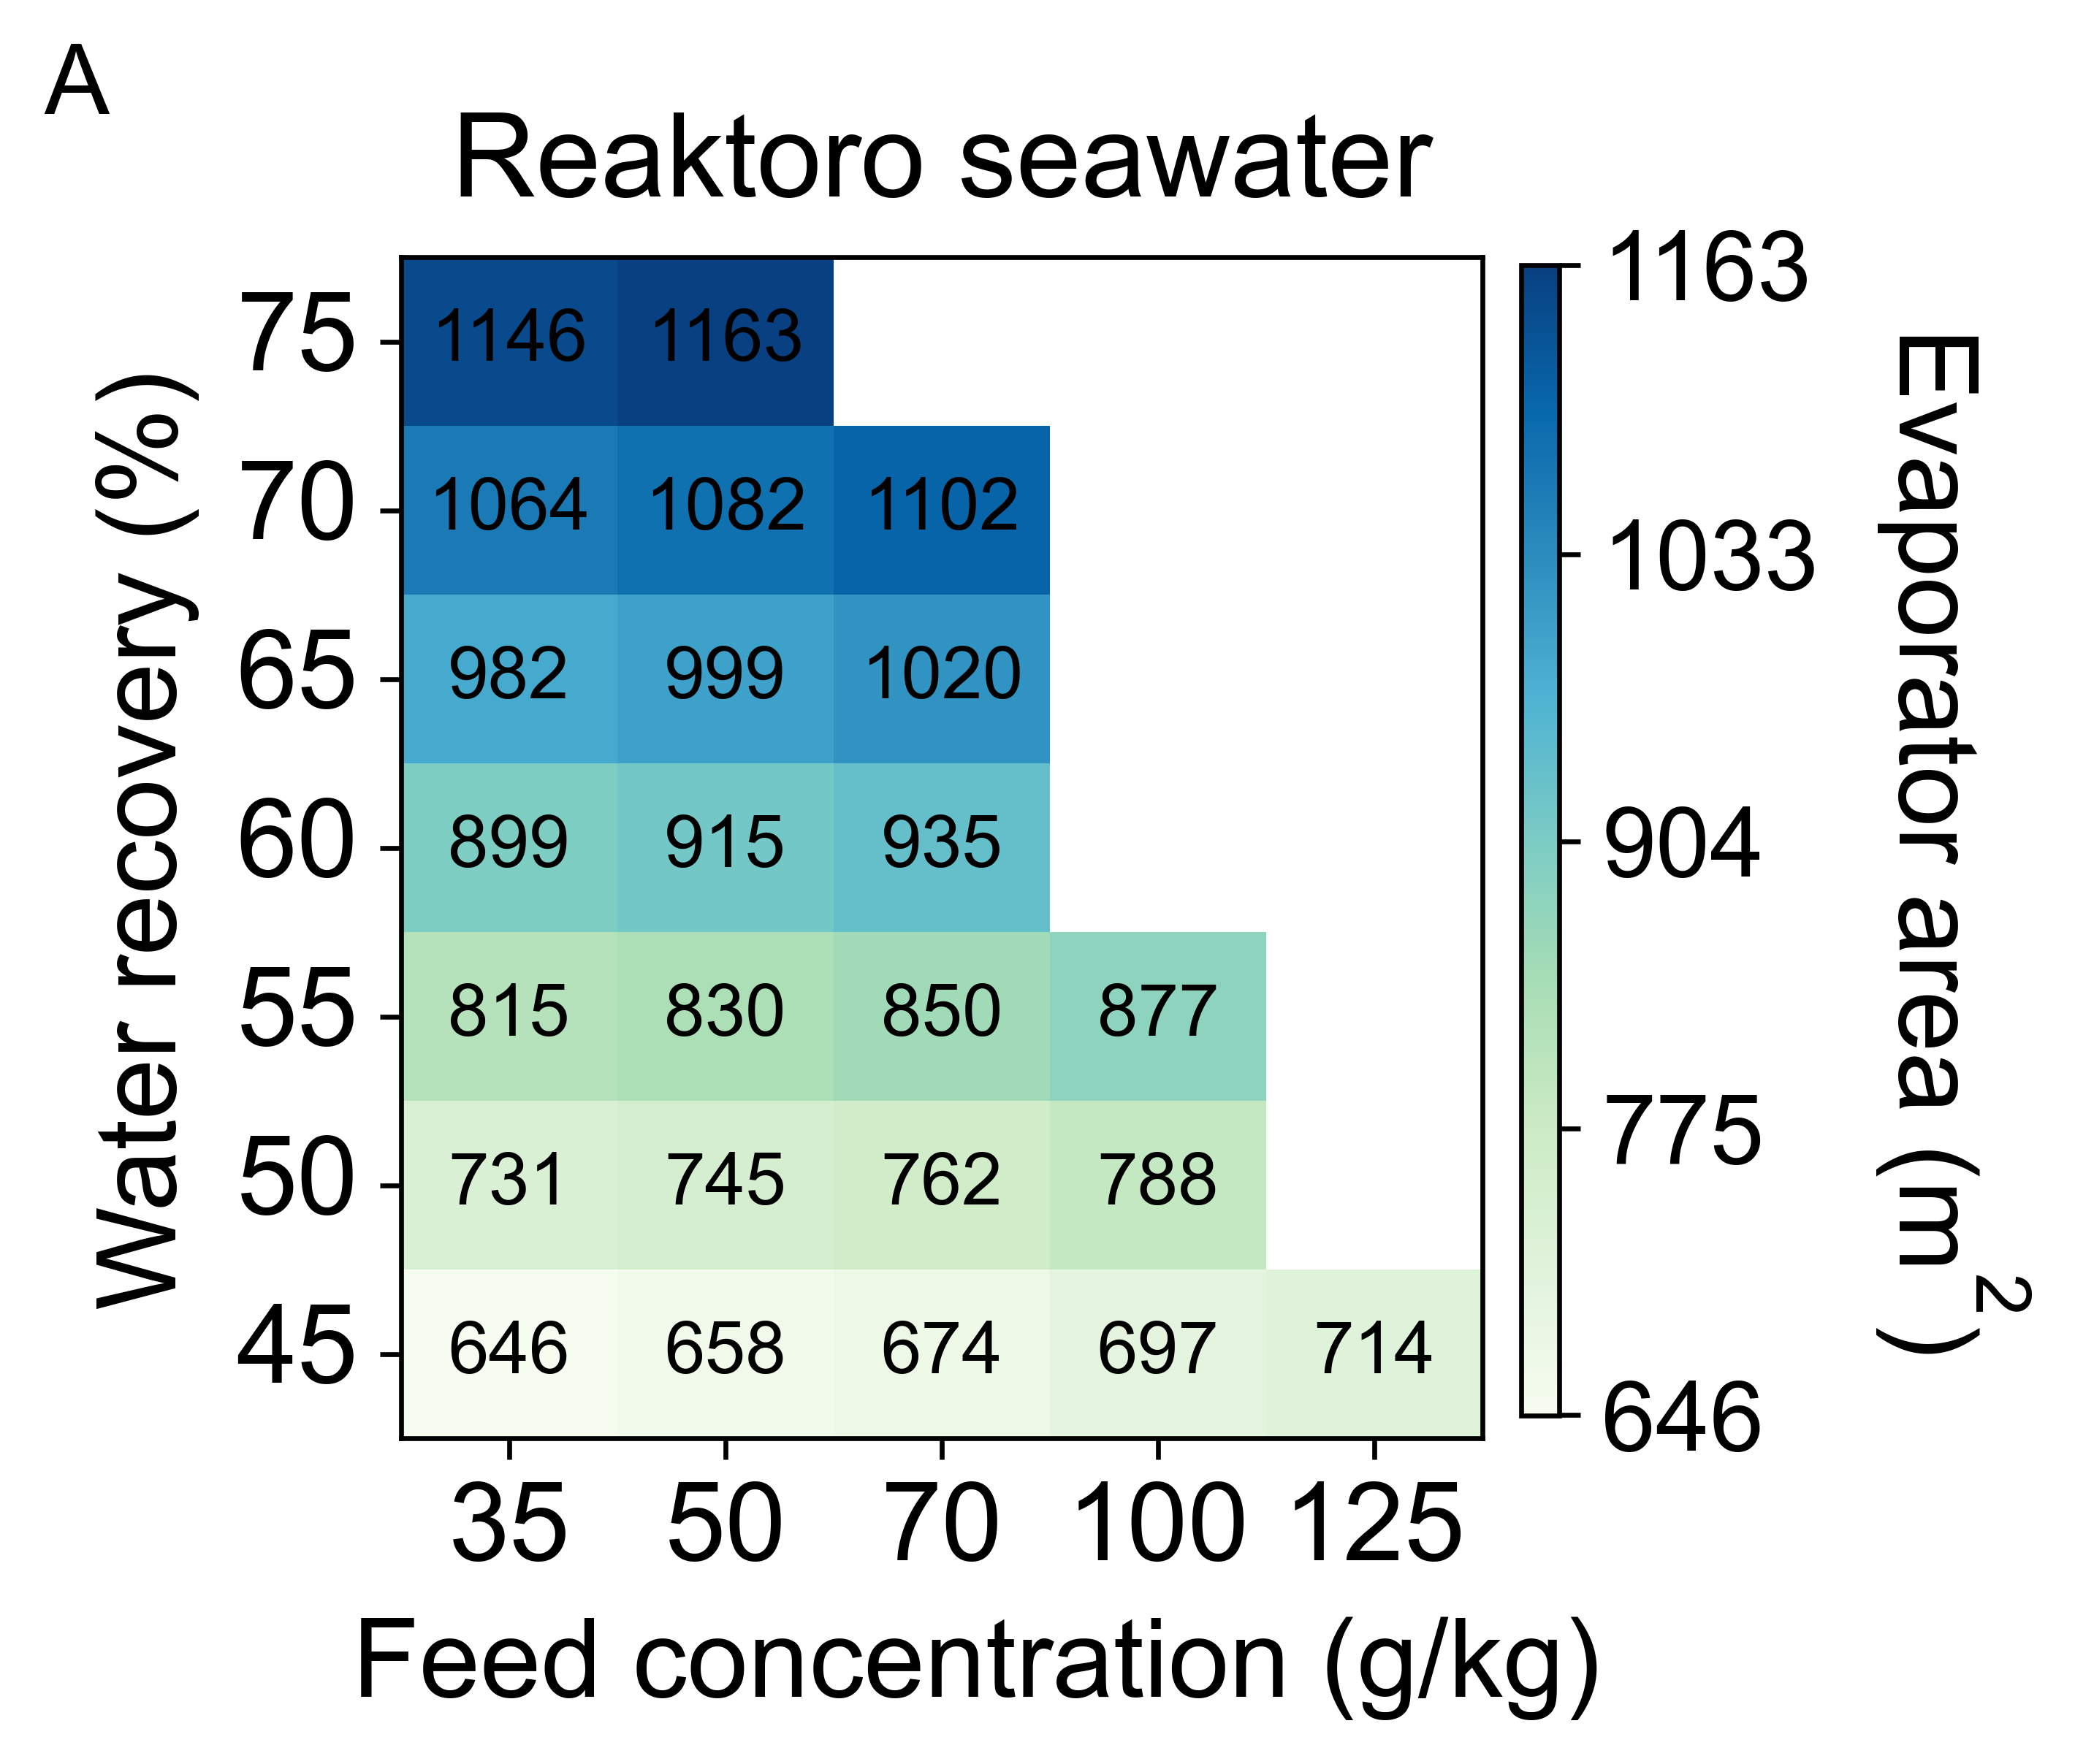 A
Reaktoro seawater
Water recovery (%)
75 1146 1163
70 1064 1082 1102
65 982 999 1020
60 899 915 935
55 815 830 850 877
50 731 745 762 788
45 646 658 674 697 714
35 50 70 100 125
Feed concentration (g/kg)
1163
1033
904
775
646
Evaporator area (m²)